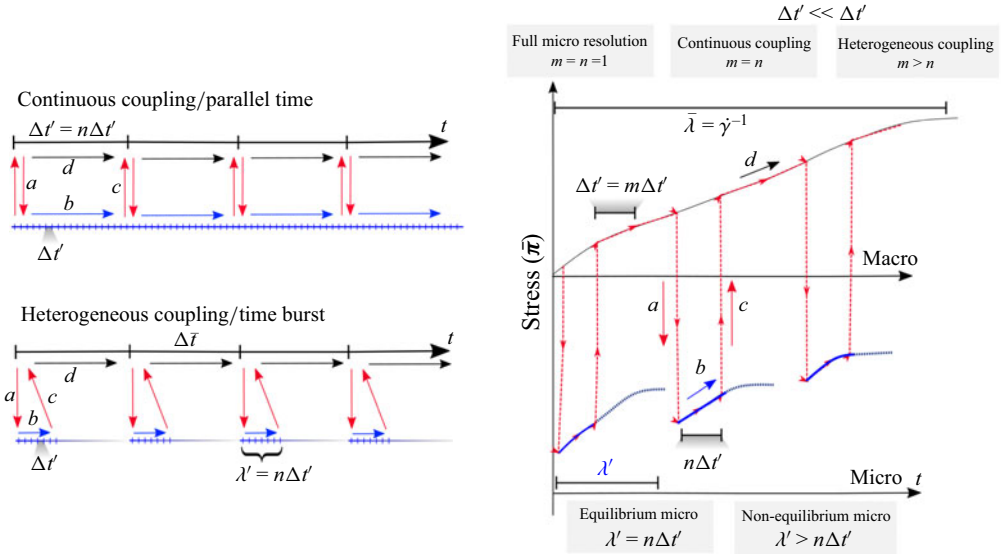 Continuous coupling/parallel time
Δt′ = nΔt′
t
d
a
c
b
Δt′
Heterogeneous coupling/time burst
Δt̄
t
d
a
c
b
Δt′
λ′ = nΔt′
Δt′ << Δt′
Full micro resolution
m = n =1
Continuous coupling
m = n
Heterogeneous coupling
m > n
λ̄ = γ̇⁻¹
d
Δt′ = mΔt′
Stress (π̄)
Macro
a
c
b
nΔt′
λ′
Micro t
Equilibrium micro
λ′ = nΔt′
Non-equilibrium micro
λ′ > nΔt′